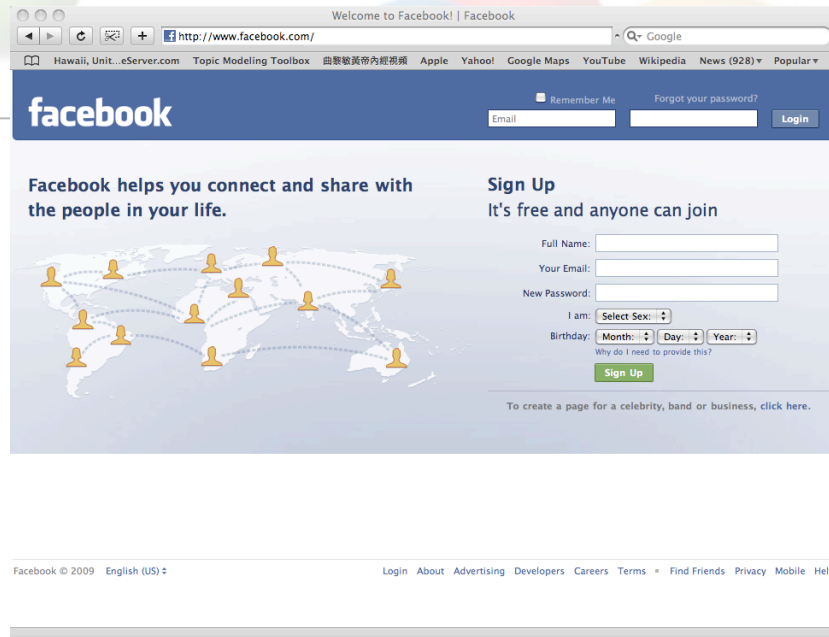 Welcome to Facebook! | Facebook
http://www.facebook.com/
Google
Hawaii, Unit...eServer.com Topic Modeling Toolbox 曲黎敏黃帝內經視頻 Apple Yahoo! Google Maps YouTube Wikipedia News (928) Popular
facebook
Remember Me Forgot your password?
Email
Login
Facebook helps you connect and share with
the people in your life.
Sign Up
It's free and anyone can join
Full Name:
Your Email:
New Password:
I am: Select Sex:
Birthday: Month: Day: Year:
Why do I need to provide this?
Sign Up
To create a page for a celebrity, band or business, click here.
Facebook © 2009 English (US) Login About Advertising Developers Careers Terms Find Friends Privacy Mobile Hel